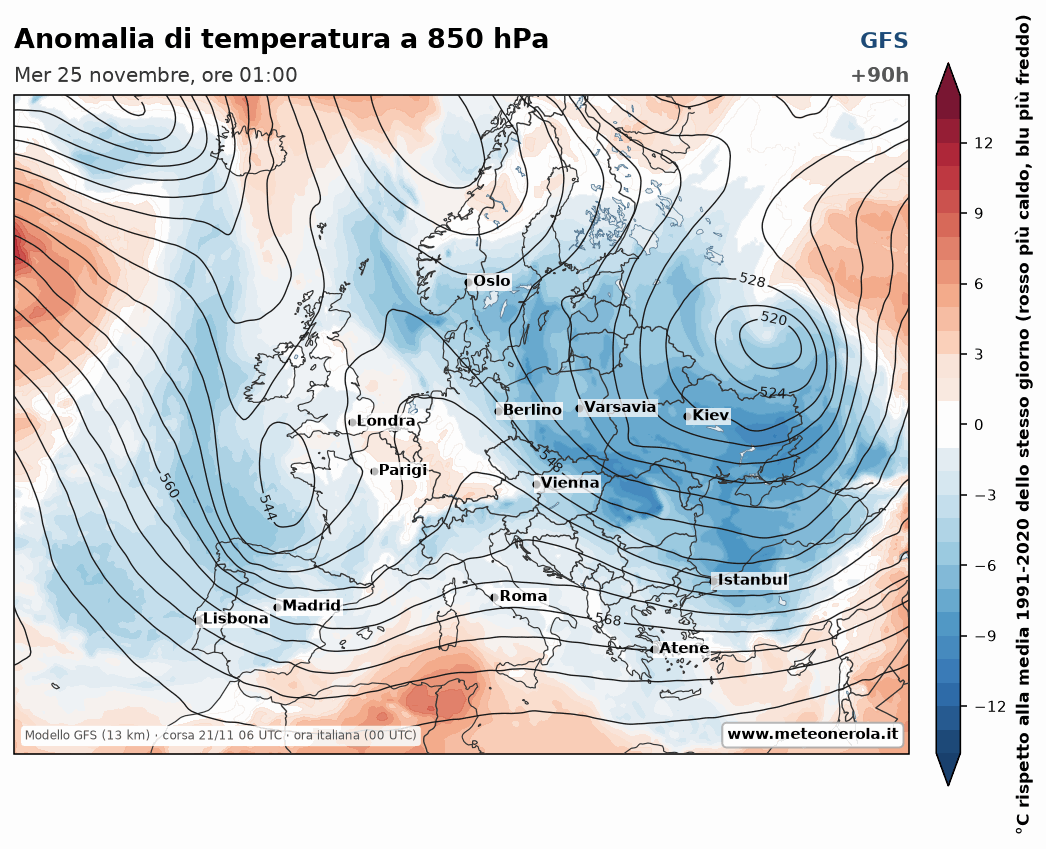 Anomalia di temperatura a 850 hPa
GFS
Mer 25 novembre, ore 01:00
+90h
528
520
524
Oslo
Berlino
Varsavia
Kiev
Londra
548
Parigi
Vienna
560
544
Istanbul
Roma
Madrid
Lisbona
568
Atene
Modello GFS (13 km) · corsa 21/11 06 UTC · ora italiana (00 UTC)
www.meteonerola.it
12
9
6
3
0
−3
−6
−9
−12
°C rispetto alla media 1991-2020 dello stesso giorno (rosso più caldo, blu più freddo)